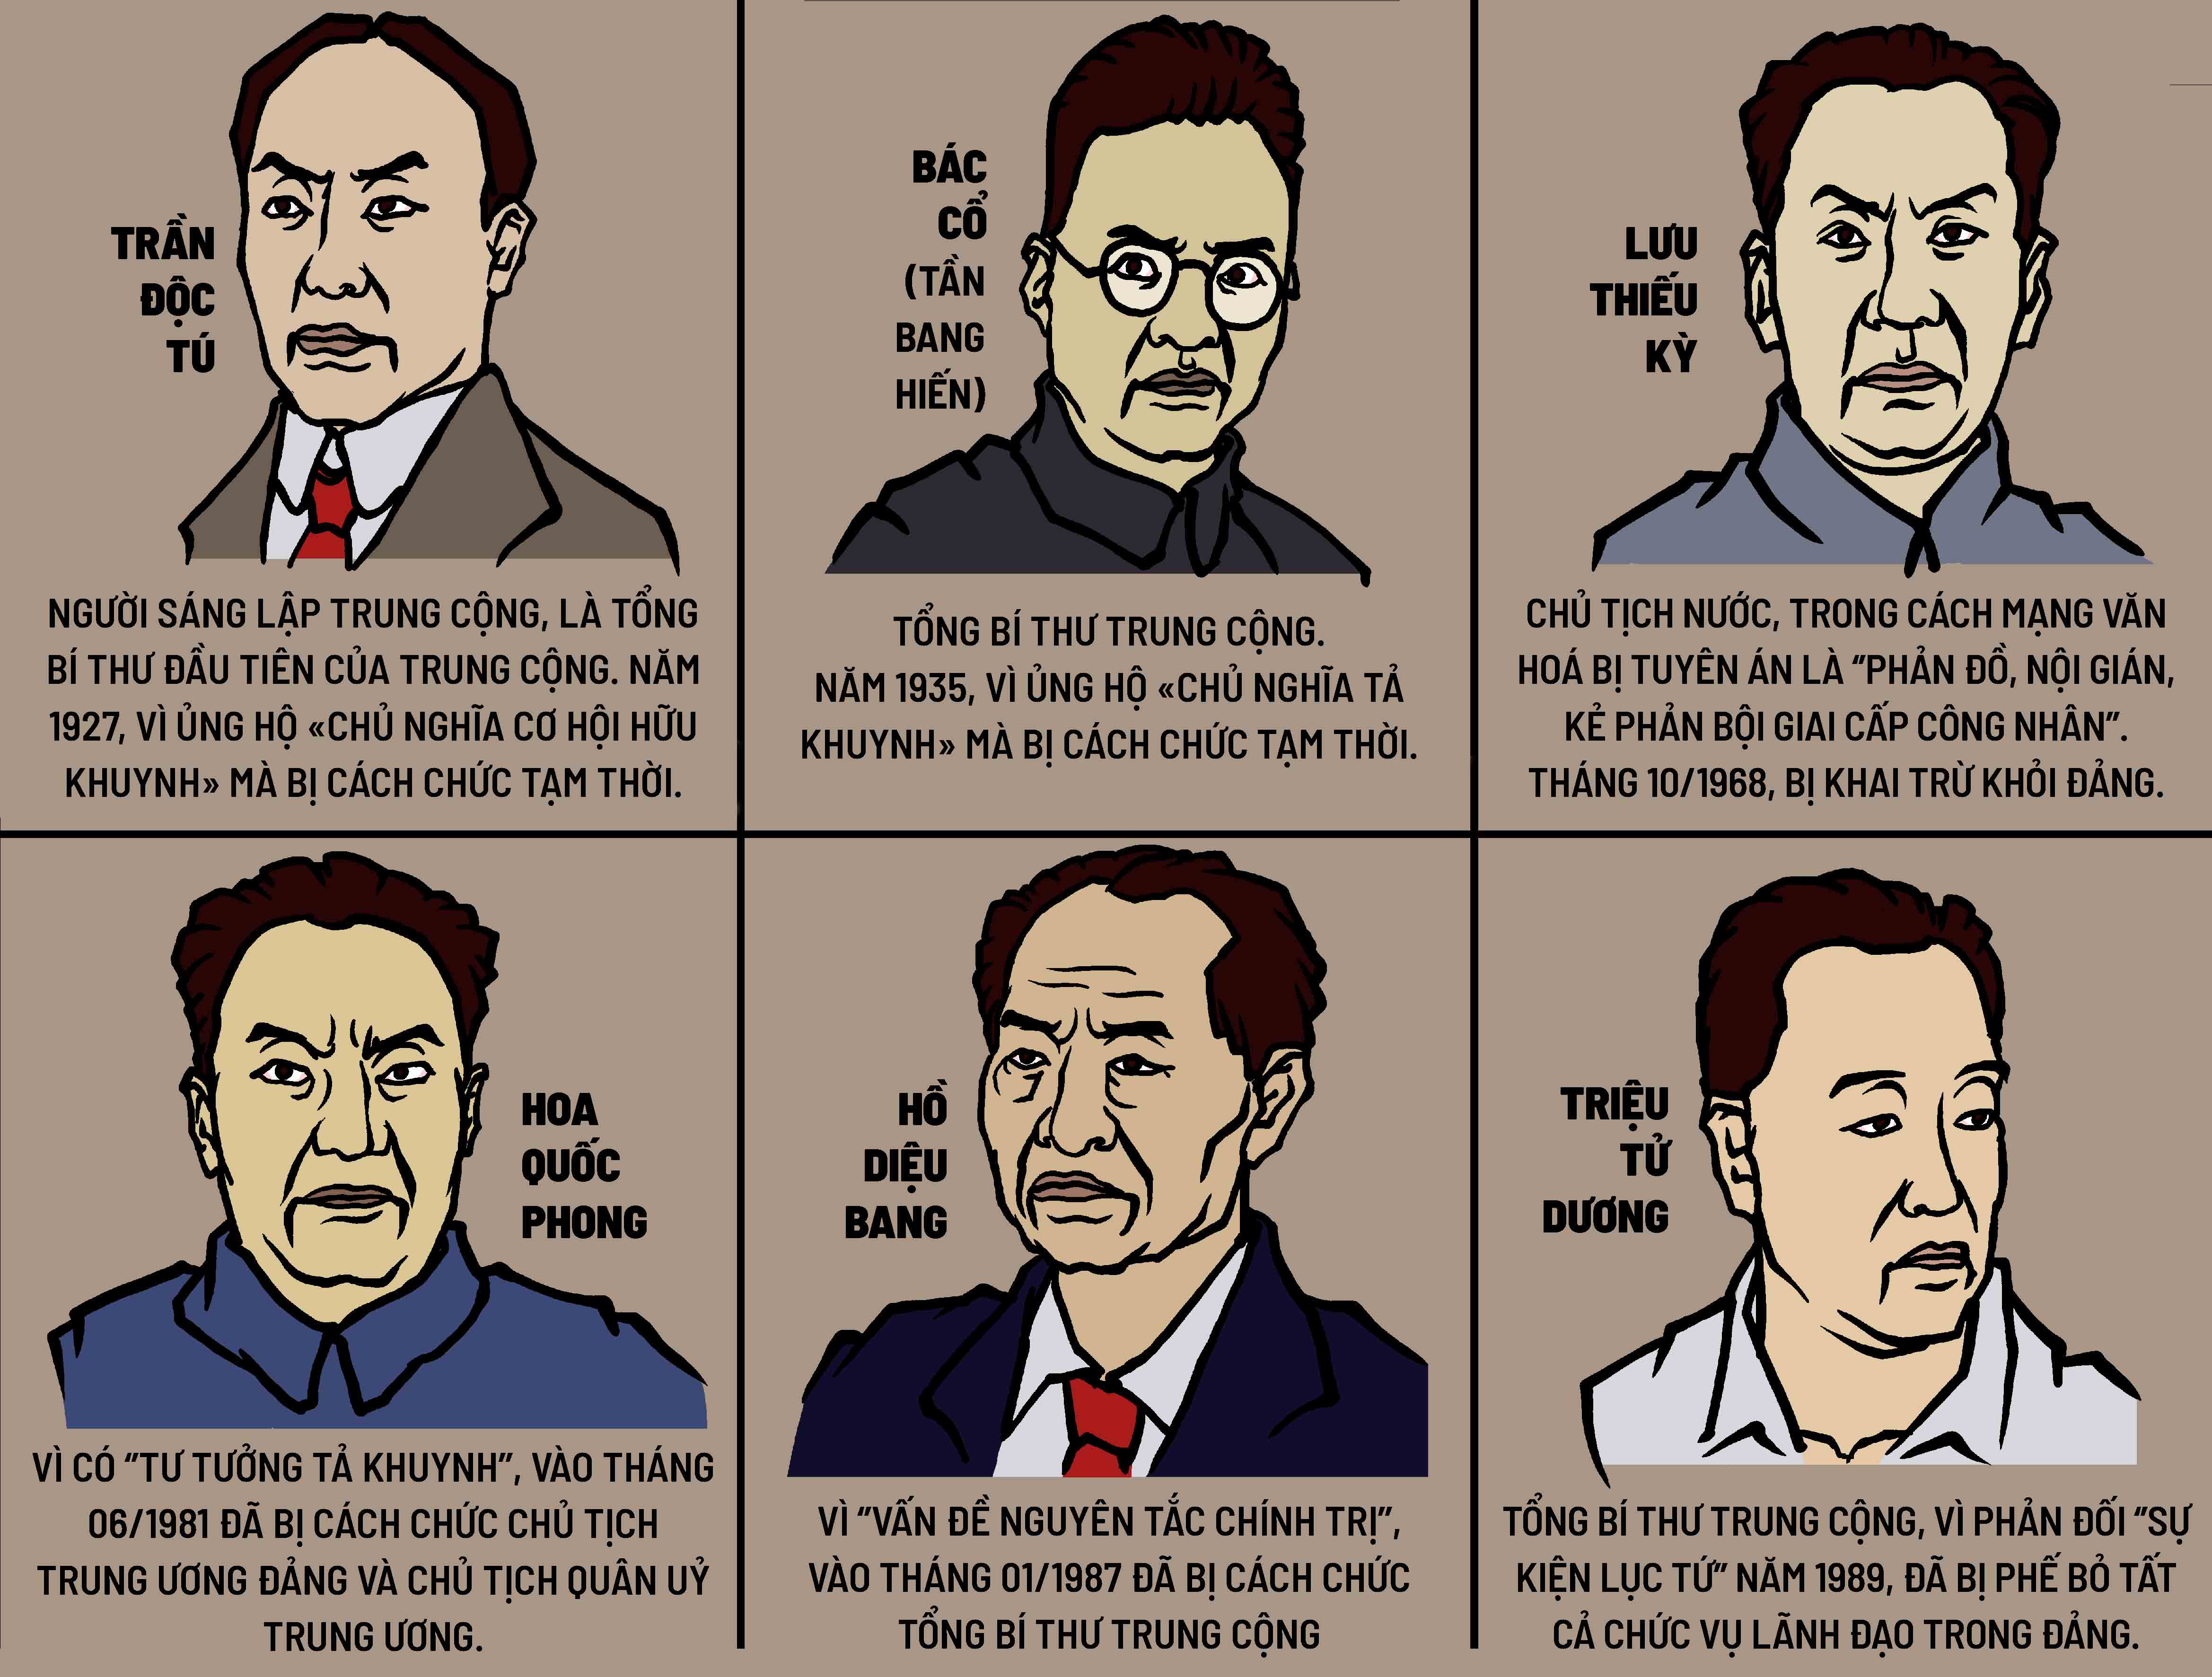 TRẦN
ĐỘC
TÚ
NGƯỜI SÁNG LẬP TRUNG CỘNG, LÀ TỔNG
BÍ THƯ ĐẦU TIÊN CỦA TRUNG CỘNG. NĂM
1927, VÌ ỦNG HỘ «CHỦ NGHĨA CƠ HỘI HỮU
KHUYNH» MÀ BỊ CÁCH CHỨC TẠM THỜI.
BÁC
CỔ
(TẦN
BANG
HIẾN)
TỔNG BÍ THƯ TRUNG CỘNG.
NĂM 1935, VÌ ỦNG HỘ «CHỦ NGHĨA TẢ
KHUYNH» MÀ BỊ CÁCH CHỨC TẠM THỜI.
LƯU
THIẾU
KỲ
CHỦ TỊCH NƯỚC, TRONG CÁCH MẠNG VĂN
HOÁ BỊ TUYÊN ÁN LÀ “PHẢN ĐỒ, NỘI GIÁN,
KẺ PHẢN BỘI GIAI CẤP CÔNG NHÂN”.
THÁNG 10/1968, BỊ KHAI TRỪ KHỎI ĐẢNG.
HOA
QUỐC
PHONG
VÌ CÓ “TƯ TƯỞNG TẢ KHUYNH”, VÀO THÁNG
06/1981 ĐÃ BỊ CÁCH CHỨC CHỦ TỊCH
TRUNG ƯƠNG ĐẢNG VÀ CHỦ TỊCH QUÂN UỶ
TRUNG ƯƠNG.
HỒ
DIỆU
BANG
VÌ “VẤN ĐỀ NGUYÊN TẮC CHÍNH TRỊ”,
VÀO THÁNG 01/1987 ĐÃ BỊ CÁCH CHỨC
TỔNG BÍ THƯ TRUNG CỘNG
TRIỆU
TỬ
DƯƠNG
TỔNG BÍ THƯ TRUNG CỘNG, VÌ PHẢN ĐỐI “SỰ
KIỆN LỤC TỨ” NĂM 1989, ĐÃ BỊ PHẾ BỎ TẤT
CẢ CHỨC VỤ LÃNH ĐẠO TRONG ĐẢNG.